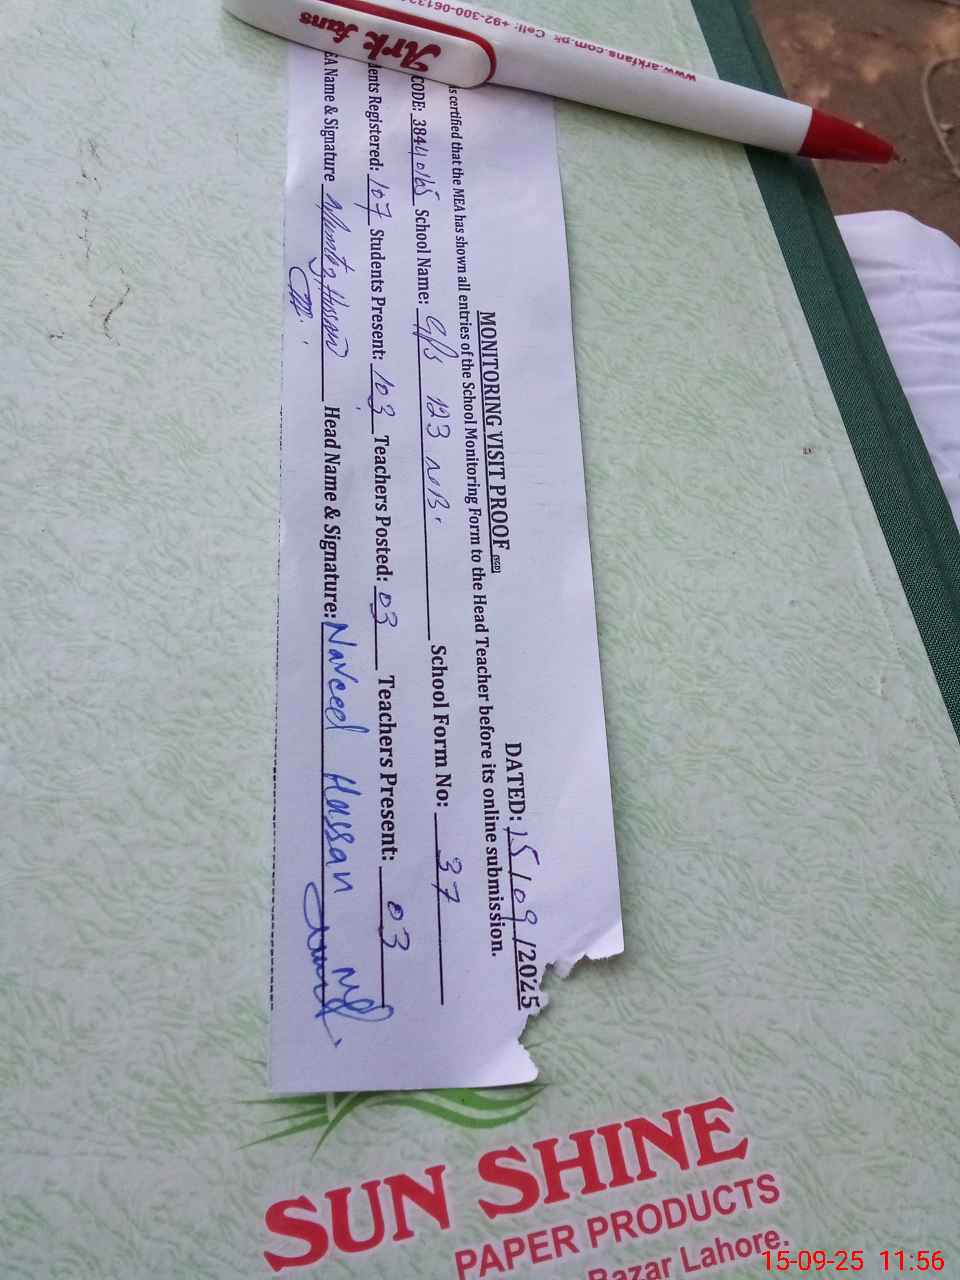 Ark fans
Ark fans
www.arkfans.com.pk Cell: +92-300-0613
MONITORING VISIT PROOF
DATED: 15/09/2025
is certified that the MEA has shown all entries of the School Monitoring Form to the Head Teacher before its online submission.
CODE: 38440165 School Name: G/s 123 NB. School Form No: 37
dents Registered: 107 Students Present: 103 Teachers Posted: 03 Teachers Present: 03
EA Name & Signature Hassan Head Name & Signature: Naveed Hassan
SUN SHINE
PAPER PRODUCTS
Bazar Lahore.
15-09-25 11:56